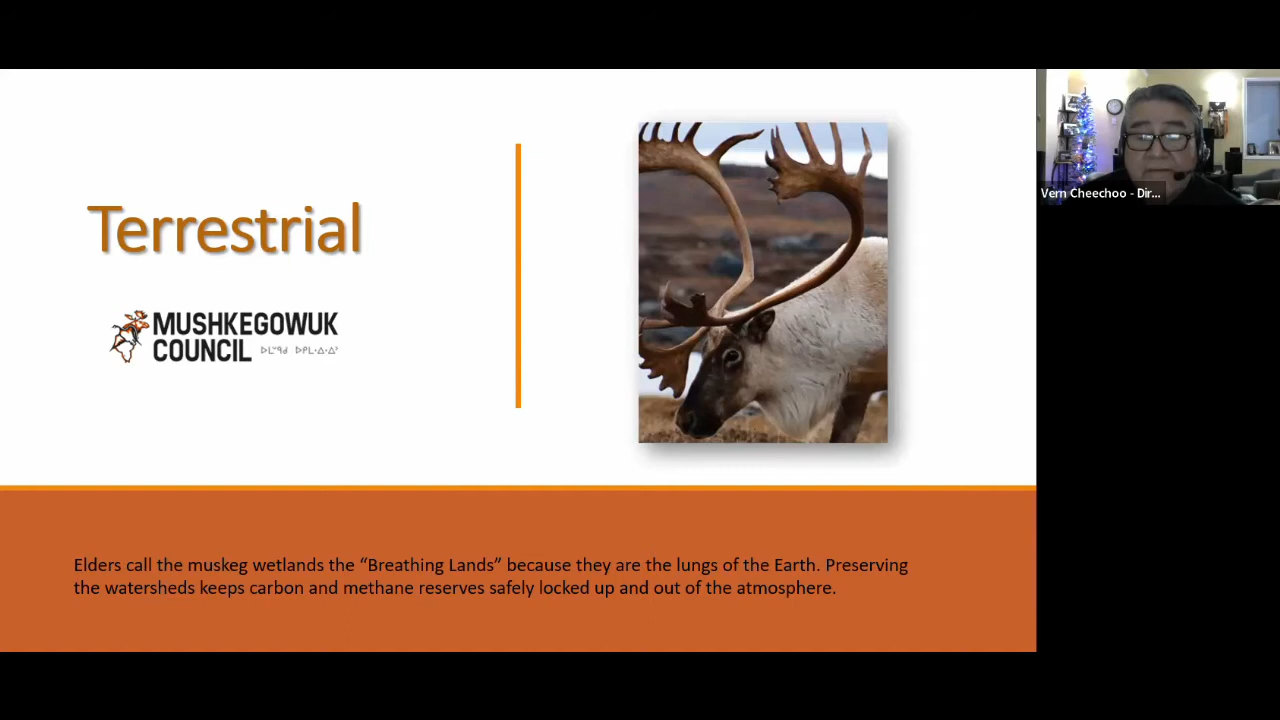 Terrestrial
MUSHKEGOWUK
COUNCIL
Elders call the muskeg wetlands the “Breathing Lands” because they are the lungs of the Earth. Preserving
the watersheds keeps carbon and methane reserves safely locked up and out of the atmosphere.
Vern Cheechoo - Dir...